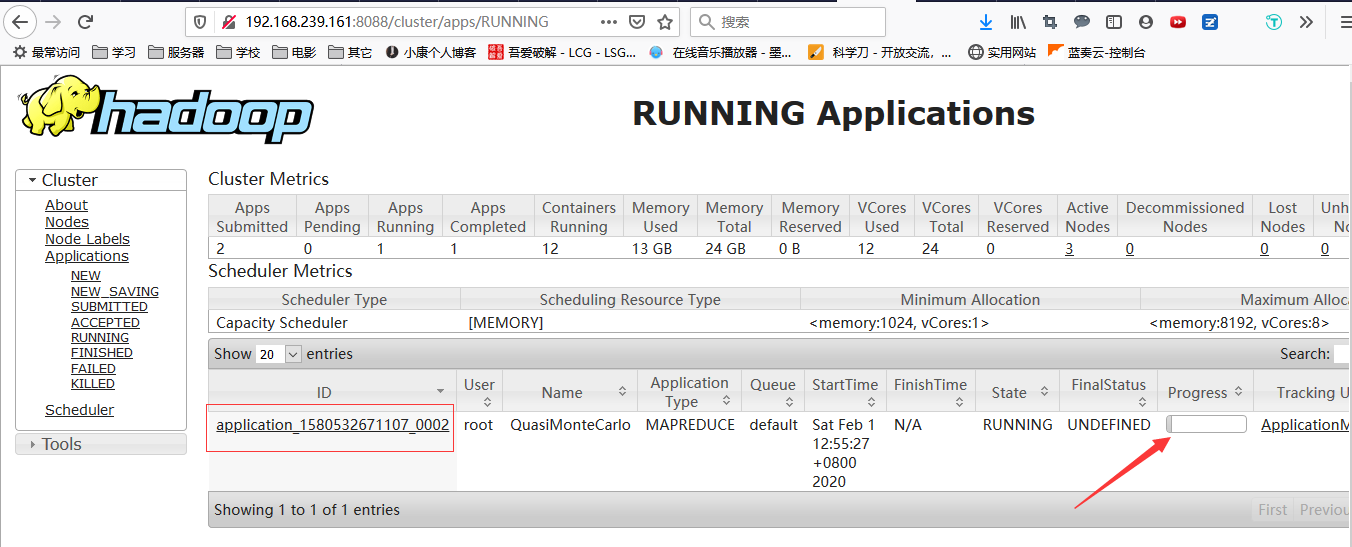 192.168.239.161:8088/cluster/apps/RUNNING
搜索
最常访问 学习 服务器 学校 电影 其它 小康个人博客 吾爱破解 - LCG - LSG... 在线音乐播放器 - 墨... 科学刀 - 开放交流，... 实用网站 蓝奏云-控制台
hadoop
RUNNING Applications
Cluster
About
Nodes
Node Labels
Applications
NEW
NEW_SAVING
SUBMITTED
ACCEPTED
RUNNING
FINISHED
FAILED
KILLED
Scheduler
Tools
Cluster Metrics
Apps Submitted Apps Pending Apps Running Apps Completed Containers Running Memory Used Memory Total Memory Reserved VCores Used VCores Total VCores Reserved Active Nodes Decommissioned Nodes Lost Nodes Unh No
2 0 1 1 12 13 GB 24 GB 0 B 12 24 0 3 0 0 0
Scheduler Metrics
Scheduler Type Scheduling Resource Type Minimum Allocation Maximum Alloc
Capacity Scheduler [MEMORY] <memory:1024, vCores:1> <memory:8192, vCores:8>
Show 20 entries Search:
ID User Name Application Type Queue StartTime FinishTime State FinalStatus Progress Tracking U
application_1580532671107_0002 root QuasiMonteCarlo MAPREDUCE default Sat Feb 1 N/A RUNNING UNDEFINED ApplicationM
12:55:27
+0800
2020
Showing 1 to 1 of 1 entries First Previou